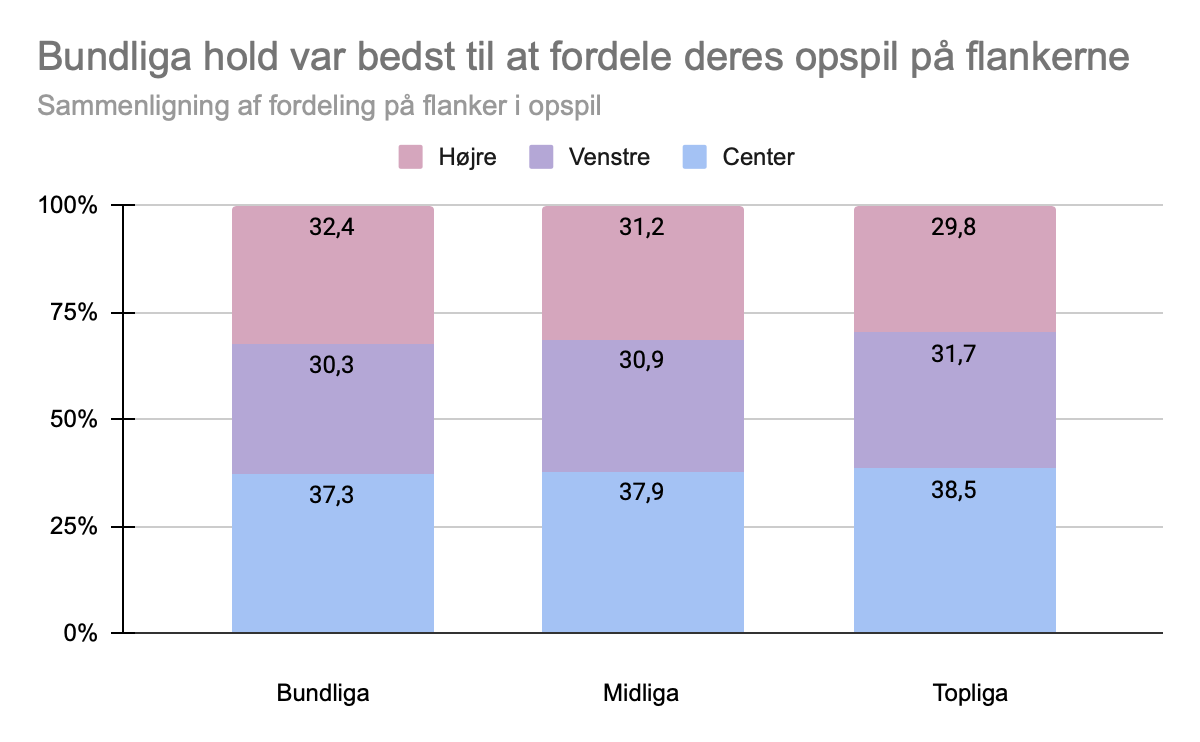 Bundliga hold var bedst til at fordele deres opspil på flankerne
Sammenligning af fordeling på flanker i opspil
Højre Venstre Center
100%
32,4 31,2 29,8
75%
30,3 30,9 31,7
50%
37,3 37,9 38,5
25%
0%
Bundliga Midliga Topliga